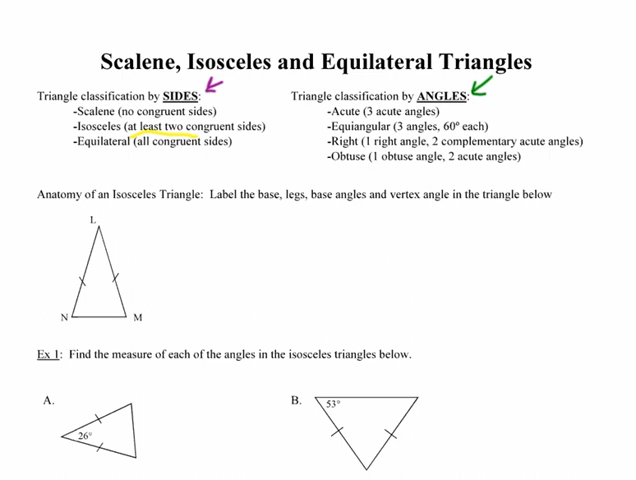 Scalene, Isosceles and Equilateral Triangles
Triangle classification by SIDES:
-Scalene (no congruent sides)
-Isosceles (at least two congruent sides)
-Equilateral (all congruent sides)
Triangle classification by ANGLES:
-Acute (3 acute angles)
-Equiangular (3 angles, 60° each)
-Right (1 right angle, 2 complementary acute angles)
-Obtuse (1 obtuse angle, 2 acute angles)
Anatomy of an Isosceles Triangle: Label the base, legs, base angles and vertex angle in the triangle below
L
N M
Ex 1: Find the measure of each of the angles in the isosceles triangles below.
A.
26°
B.
53°